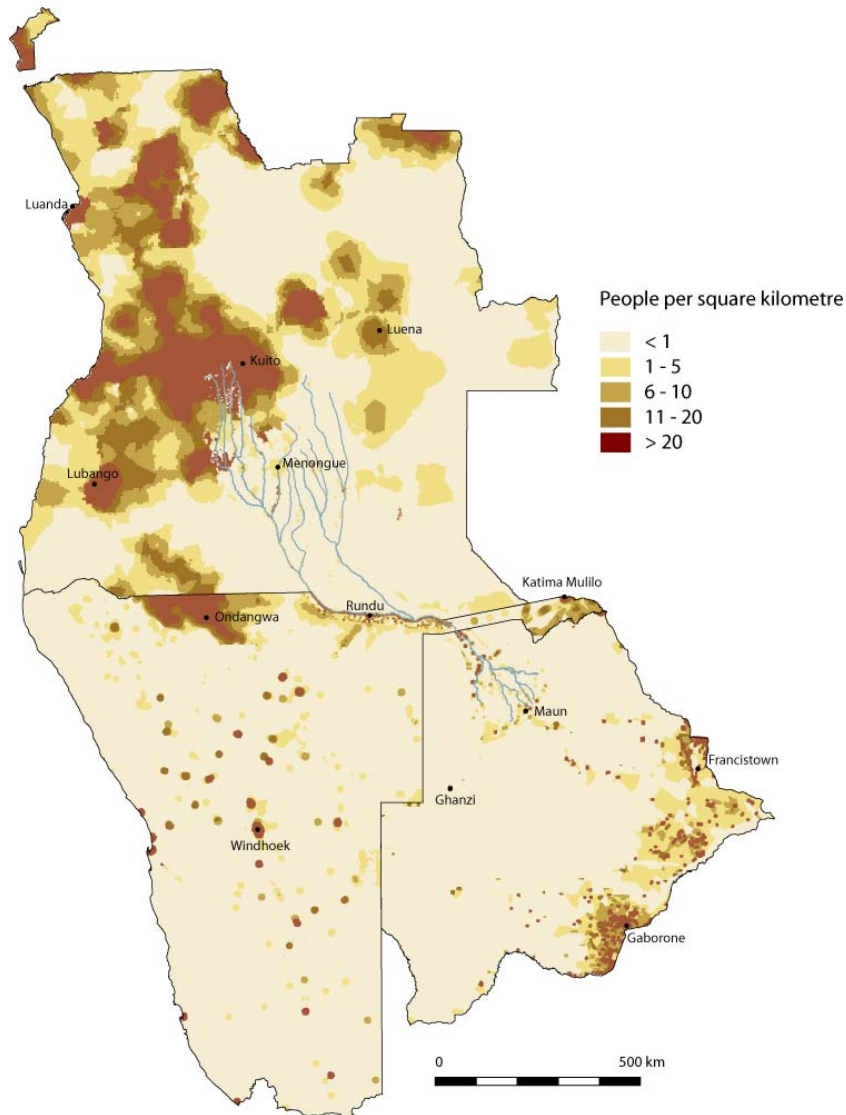 Luanda
People per square kilometre
< 1
1 - 5
6 - 10
11 - 20
> 20
Luena
Kuito
Menongue
Lubango
Katima Mulilo
Rundu
Ondangwa
Maun
Francistown
Ghanzi
Windhoek
Gaborone
0 500 km